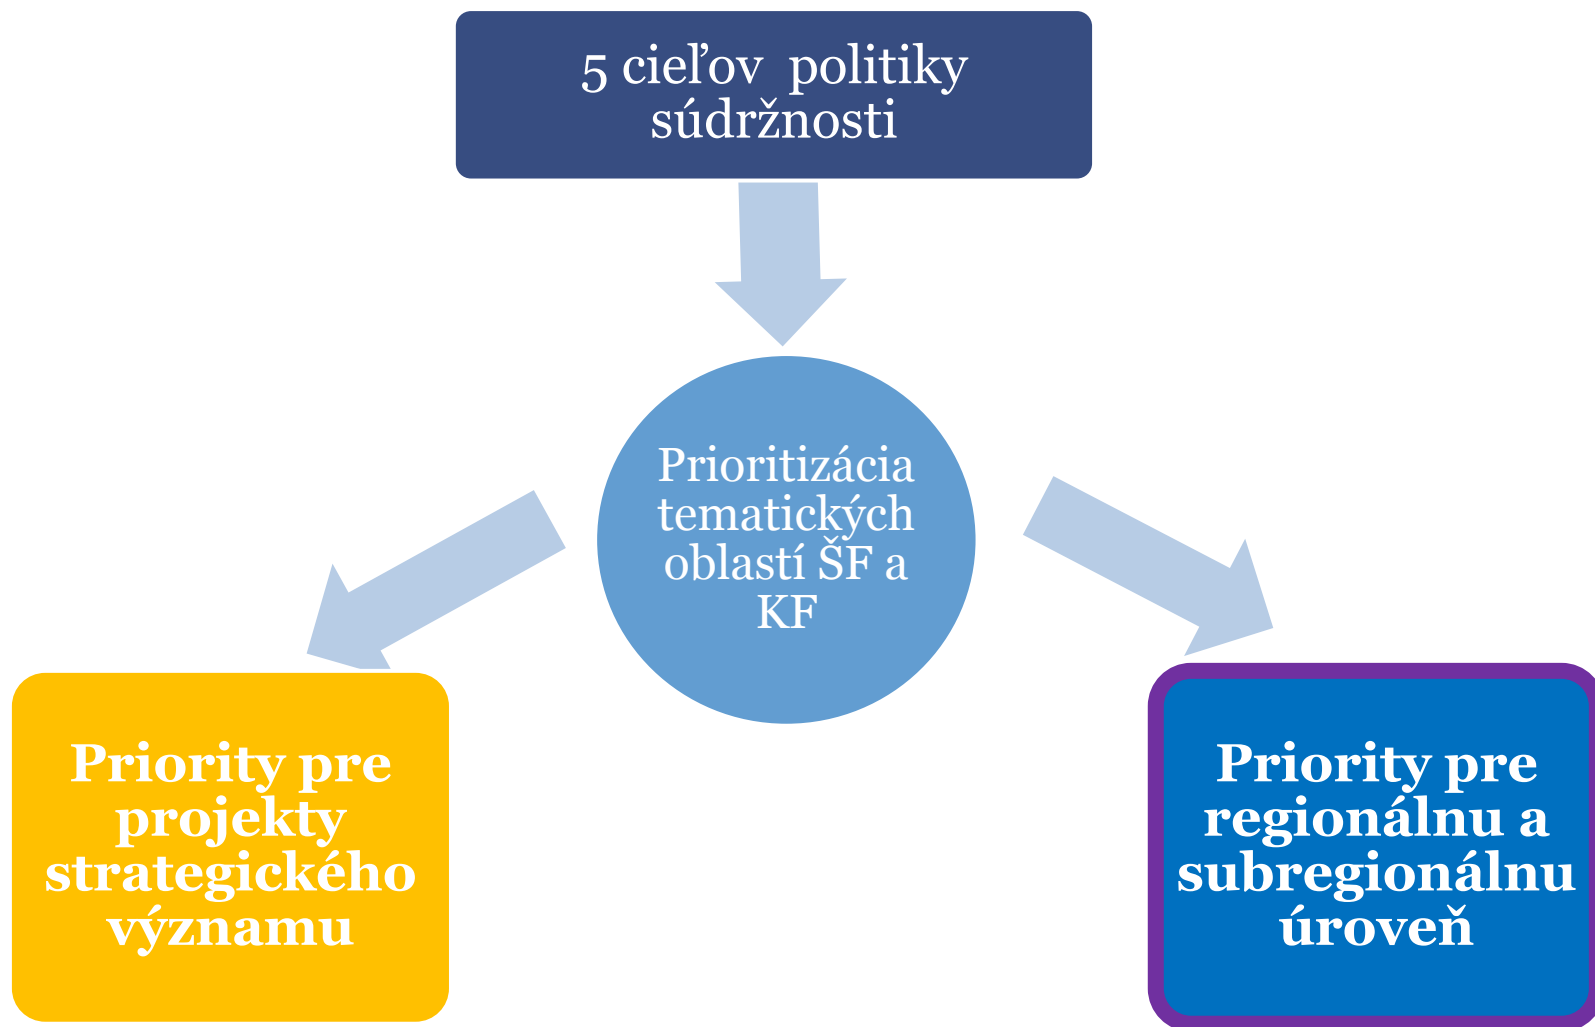 5 cieľov  politiky
súdržnosti
Prioritizácia
tematických
oblastí ŠF a
KF
Priority pre
projekty
strategického
významu
Priority pre
regionálnu a
subregionálnu
úroveň